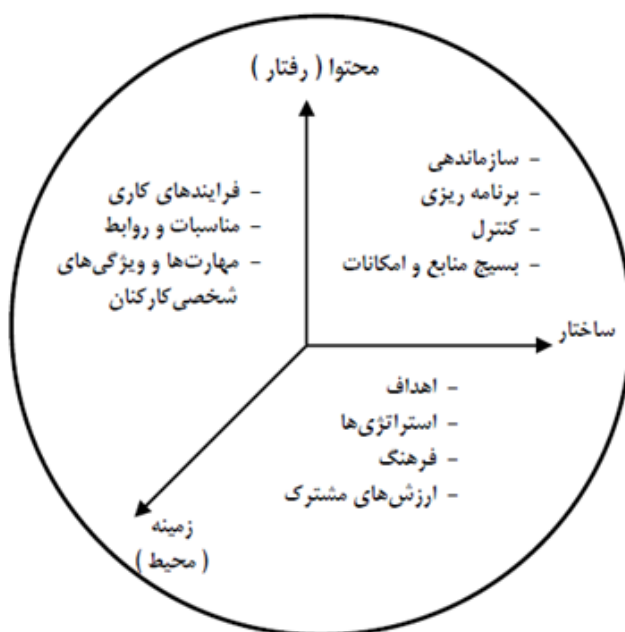 محتوا ( رفتار )
- سازماندهی
- برنامه ریزی
- کنترل
- بسیج منابع و امکانات
- فرایندهای کاری
- مناسبات و روابط
- مهارت‌ها و ویژگی‌های
شخصی کارکنان
ساختار
- اهداف
- استراتژی‌ها
- فرهنگ
- ارزش‌های مشترک
زمینه
( محیط )